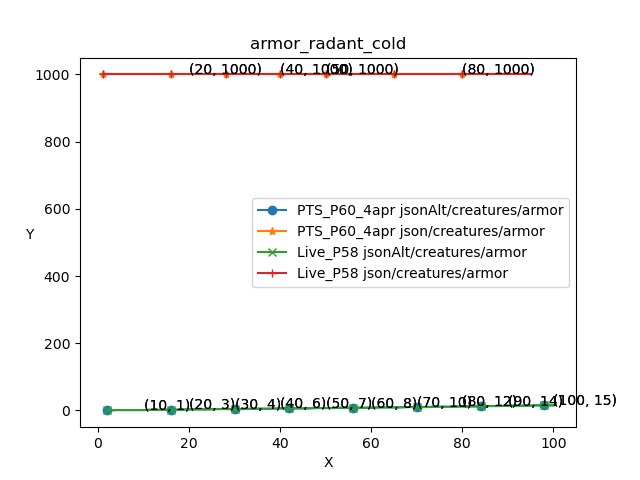 armor_radant_cold
1000
800
600
400
200
0
Y
(20, 1000)
(40, 1000)
(50, 1000)
(80, 1000)
PTS_P60_4apr jsonAlt/creatures/armor
PTS_P60_4apr json/creatures/armor
Live_P58 jsonAlt/creatures/armor
Live_P58 json/creatures/armor
(10, 1)
(20, 3)
(30, 4)
(40, 6)
(50, 7)
(60, 8)
(70, 10)
(80, 12)
(90, 14)
(100, 15)
0 20 40 60 80 100
X